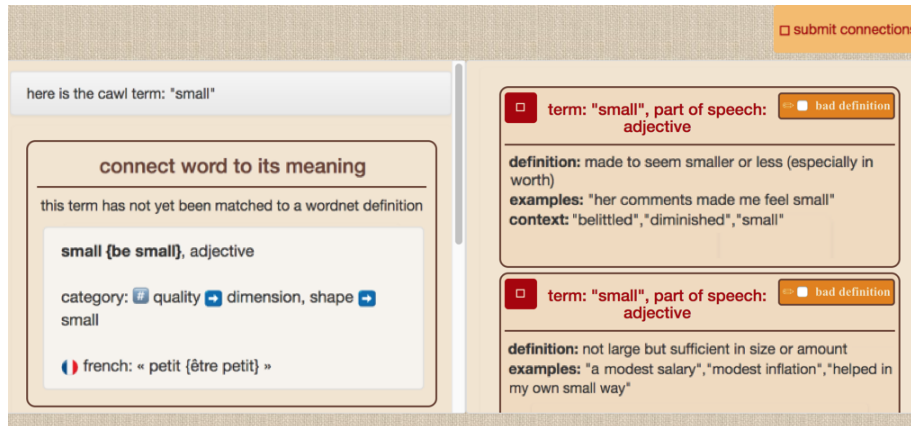 submit connections
here is the cawl term: "small"
connect word to its meaning
this term has not yet been matched to a wordnet definition
small {be small}, adjective
category: # quality ➡ dimension, shape ➡
small
french: « petit {être petit} »
term: "small", part of speech:
adjective
bad definition
definition: made to seem smaller or less (especially in
worth)
examples: "her comments made me feel small"
context: "belittled","diminished","small"
term: "small", part of speech:
adjective
bad definition
definition: not large but sufficient in size or amount
examples: "a modest salary","modest inflation","helped in
my own small way"